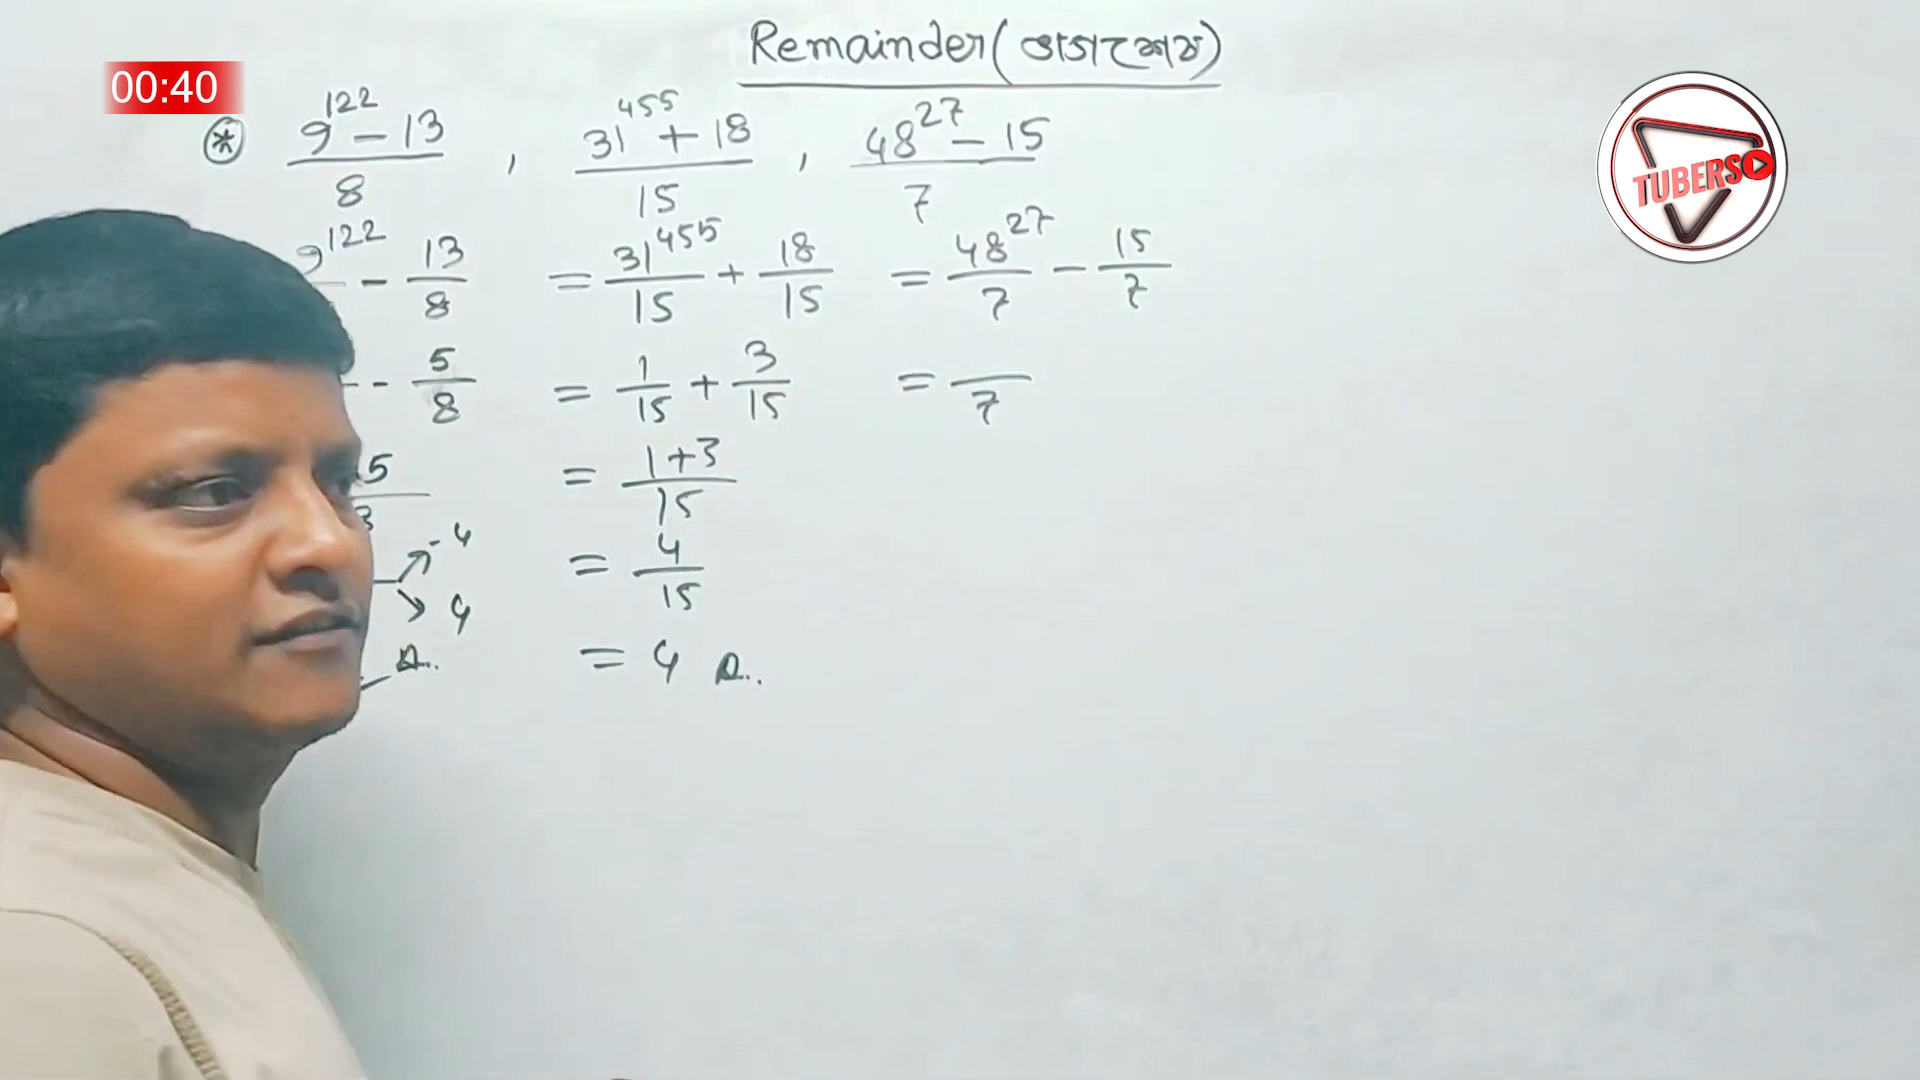 Remainder (ভাগশেষ)
00:40
TUBERS
* (9^122 - 13)/8 , (31^455 + 18)/15 , (48^27 - 15)/7
9^122 - 13/8 = 31^455/15 + 18/15 = 48^27/7 - 15/7
- 5/8 = 1/15 + 3/15 = /7
5 = (1+3)/15
-4 = 4/15
4
= 4